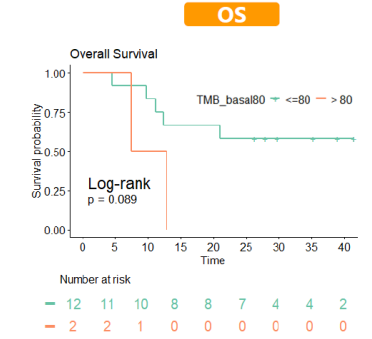 OS
Overall Survival
TMB_basal80 <=80 > 80
1.00
0.75
0.50
0.25
0.00
Survival probability
Log-rank
p = 0.089
0 5 10 15 20 25 30 35 40
Time
Number at risk
12 11 10 8 8 7 4 4 2
2 2 1 0 0 0 0 0 0